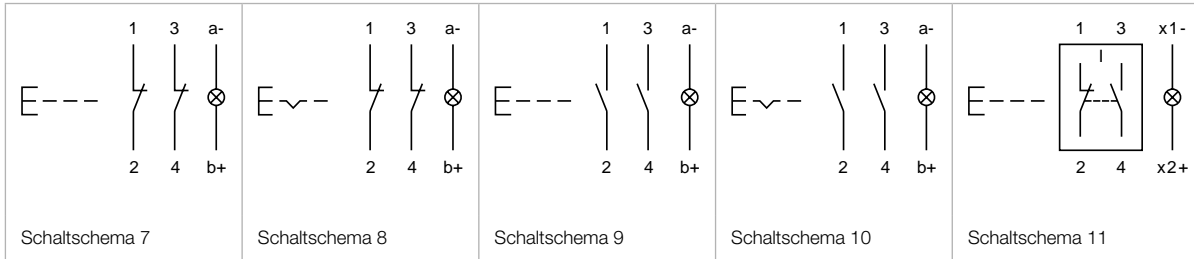 1 3 a-
2 4 b+
Schaltschema 7
1 3 a-
2 4 b+
Schaltschema 8
1 3 a-
2 4 b+
Schaltschema 9
1 3 a-
2 4 b+
Schaltschema 10
1 3 x1-
2 4 x2+
Schaltschema 11